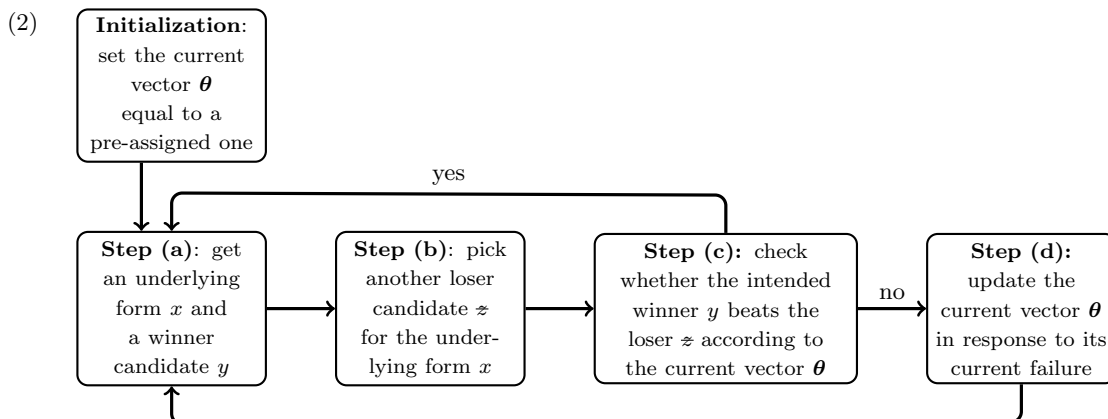 (2)
Initialization:
set the current
vector θ
equal to a
pre-assigned one
yes
Step (a): get
an underlying
form x and
a winner
candidate y
Step (b): pick
another loser
candidate z
for the under-
lying form x
Step (c): check
whether the intended
winner y beats the
loser z according to
the current vector θ
no
Step (d):
update the
current vector θ
in response to its
current failure